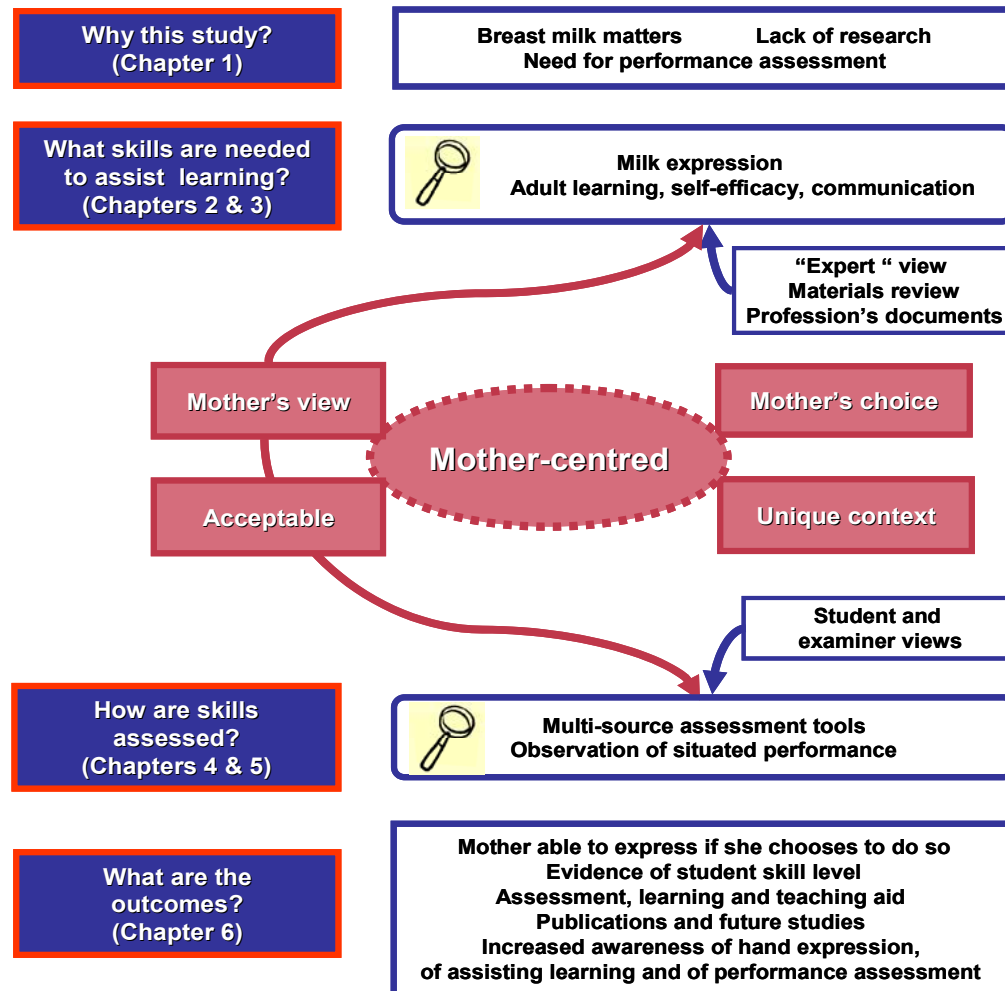 Why this study?
(Chapter 1)
Breast milk matters Lack of research
Need for performance assessment
What skills are needed
to assist learning?
(Chapters 2 & 3)
Milk expression
Adult learning, self-efficacy, communication
“Expert “ view
Materials review
Profession’s documents
Mother’s view
Mother’s choice
Mother-centred
Acceptable
Unique context
Student and
examiner views
How are skills
assessed?
(Chapters 4 & 5)
Multi-source assessment tools
Observation of situated performance
What are the
outcomes?
(Chapter 6)
Mother able to express if she chooses to do so
Evidence of student skill level
Assessment, learning and teaching aid
Publications and future studies
Increased awareness of hand expression,
of assisting learning and of performance assessment